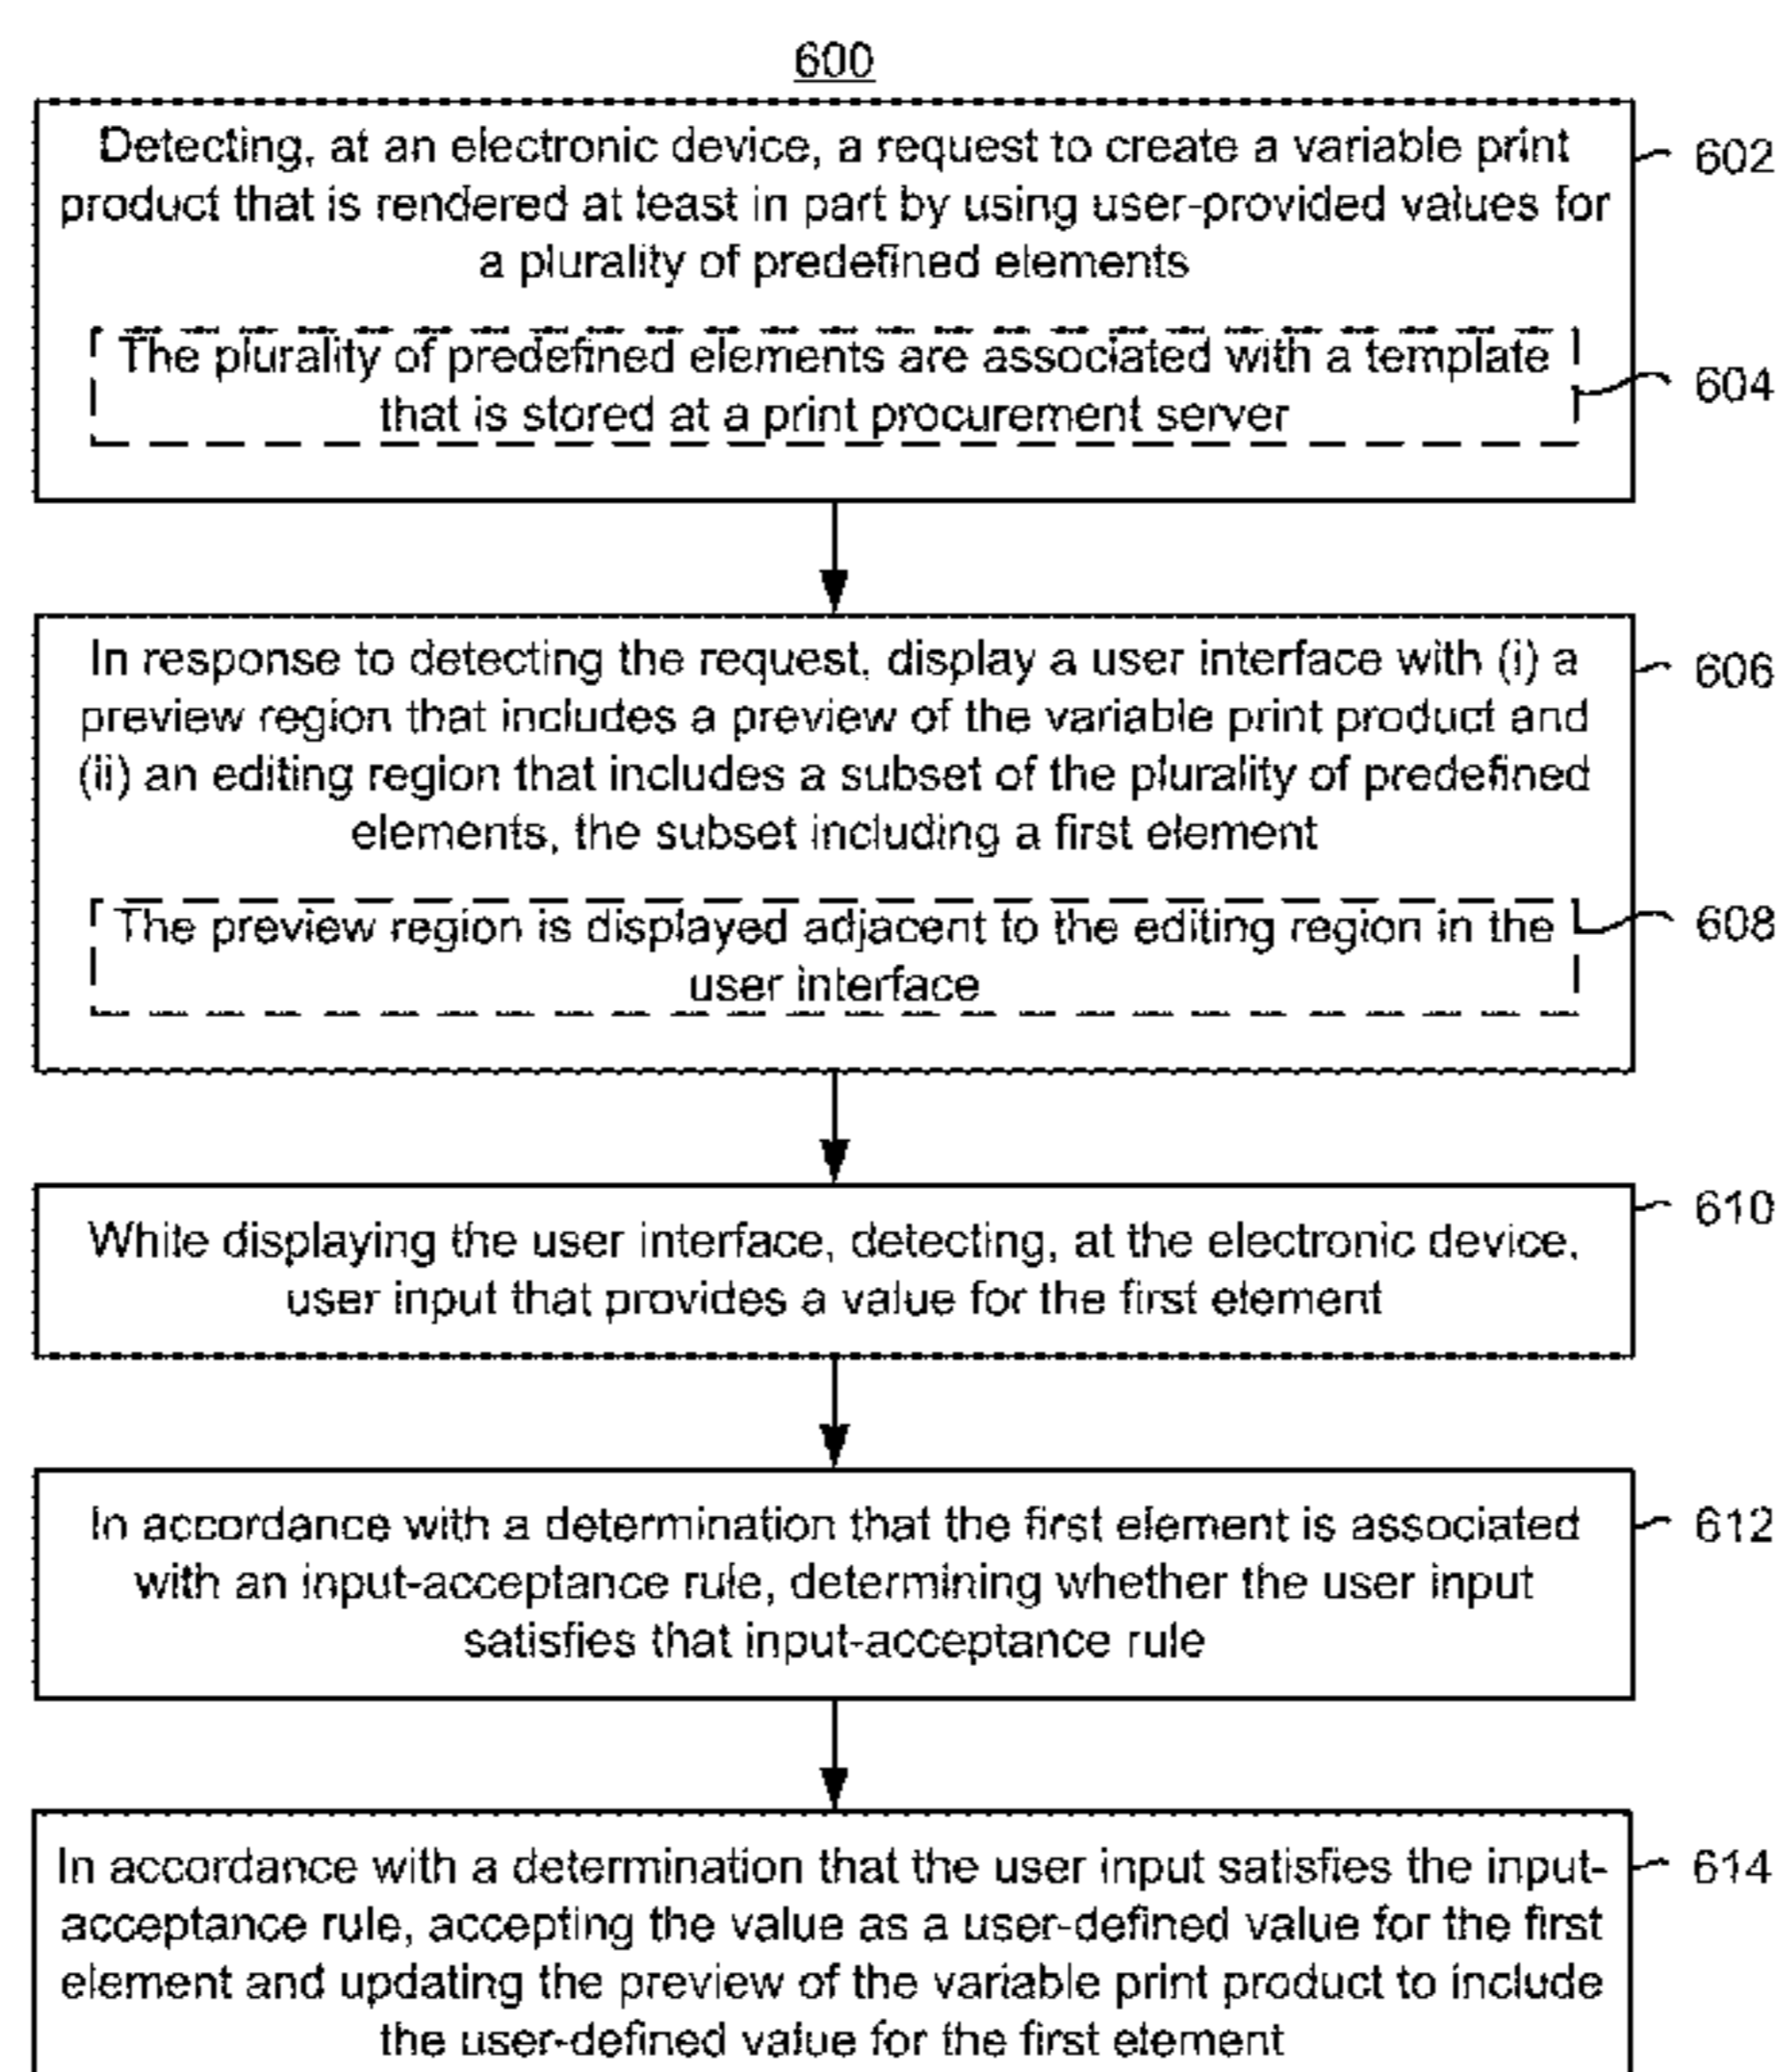 600
Detecting, at an electronic device, a request to create a variable print
product that is rendered at least in part by using user-provided values for
a plurality of predefined elements
602
The plurality of predefined elements are associated with a template
that is stored at a print procurement server
604
In response to detecting the request, display a user interface with (i) a
preview region that includes a preview of the variable print product and
(ii) an editing region that includes a subset of the plurality of predefined
elements, the subset including a first element
606
The preview region is displayed adjacent to the editing region in the
user interface
608
While displaying the user interface, detecting, at the electronic device,
user input that provides a value for the first element
610
In accordance with a determination that the first element is associated
with an input-acceptance rule, determining whether the user input
satisfies that input-acceptance rule
612
In accordance with a determination that the user input satisfies the input-
acceptance rule, accepting the value as a user-defined value for the first
element and updating the preview of the variable print product to include
the user-defined value for the first element
614